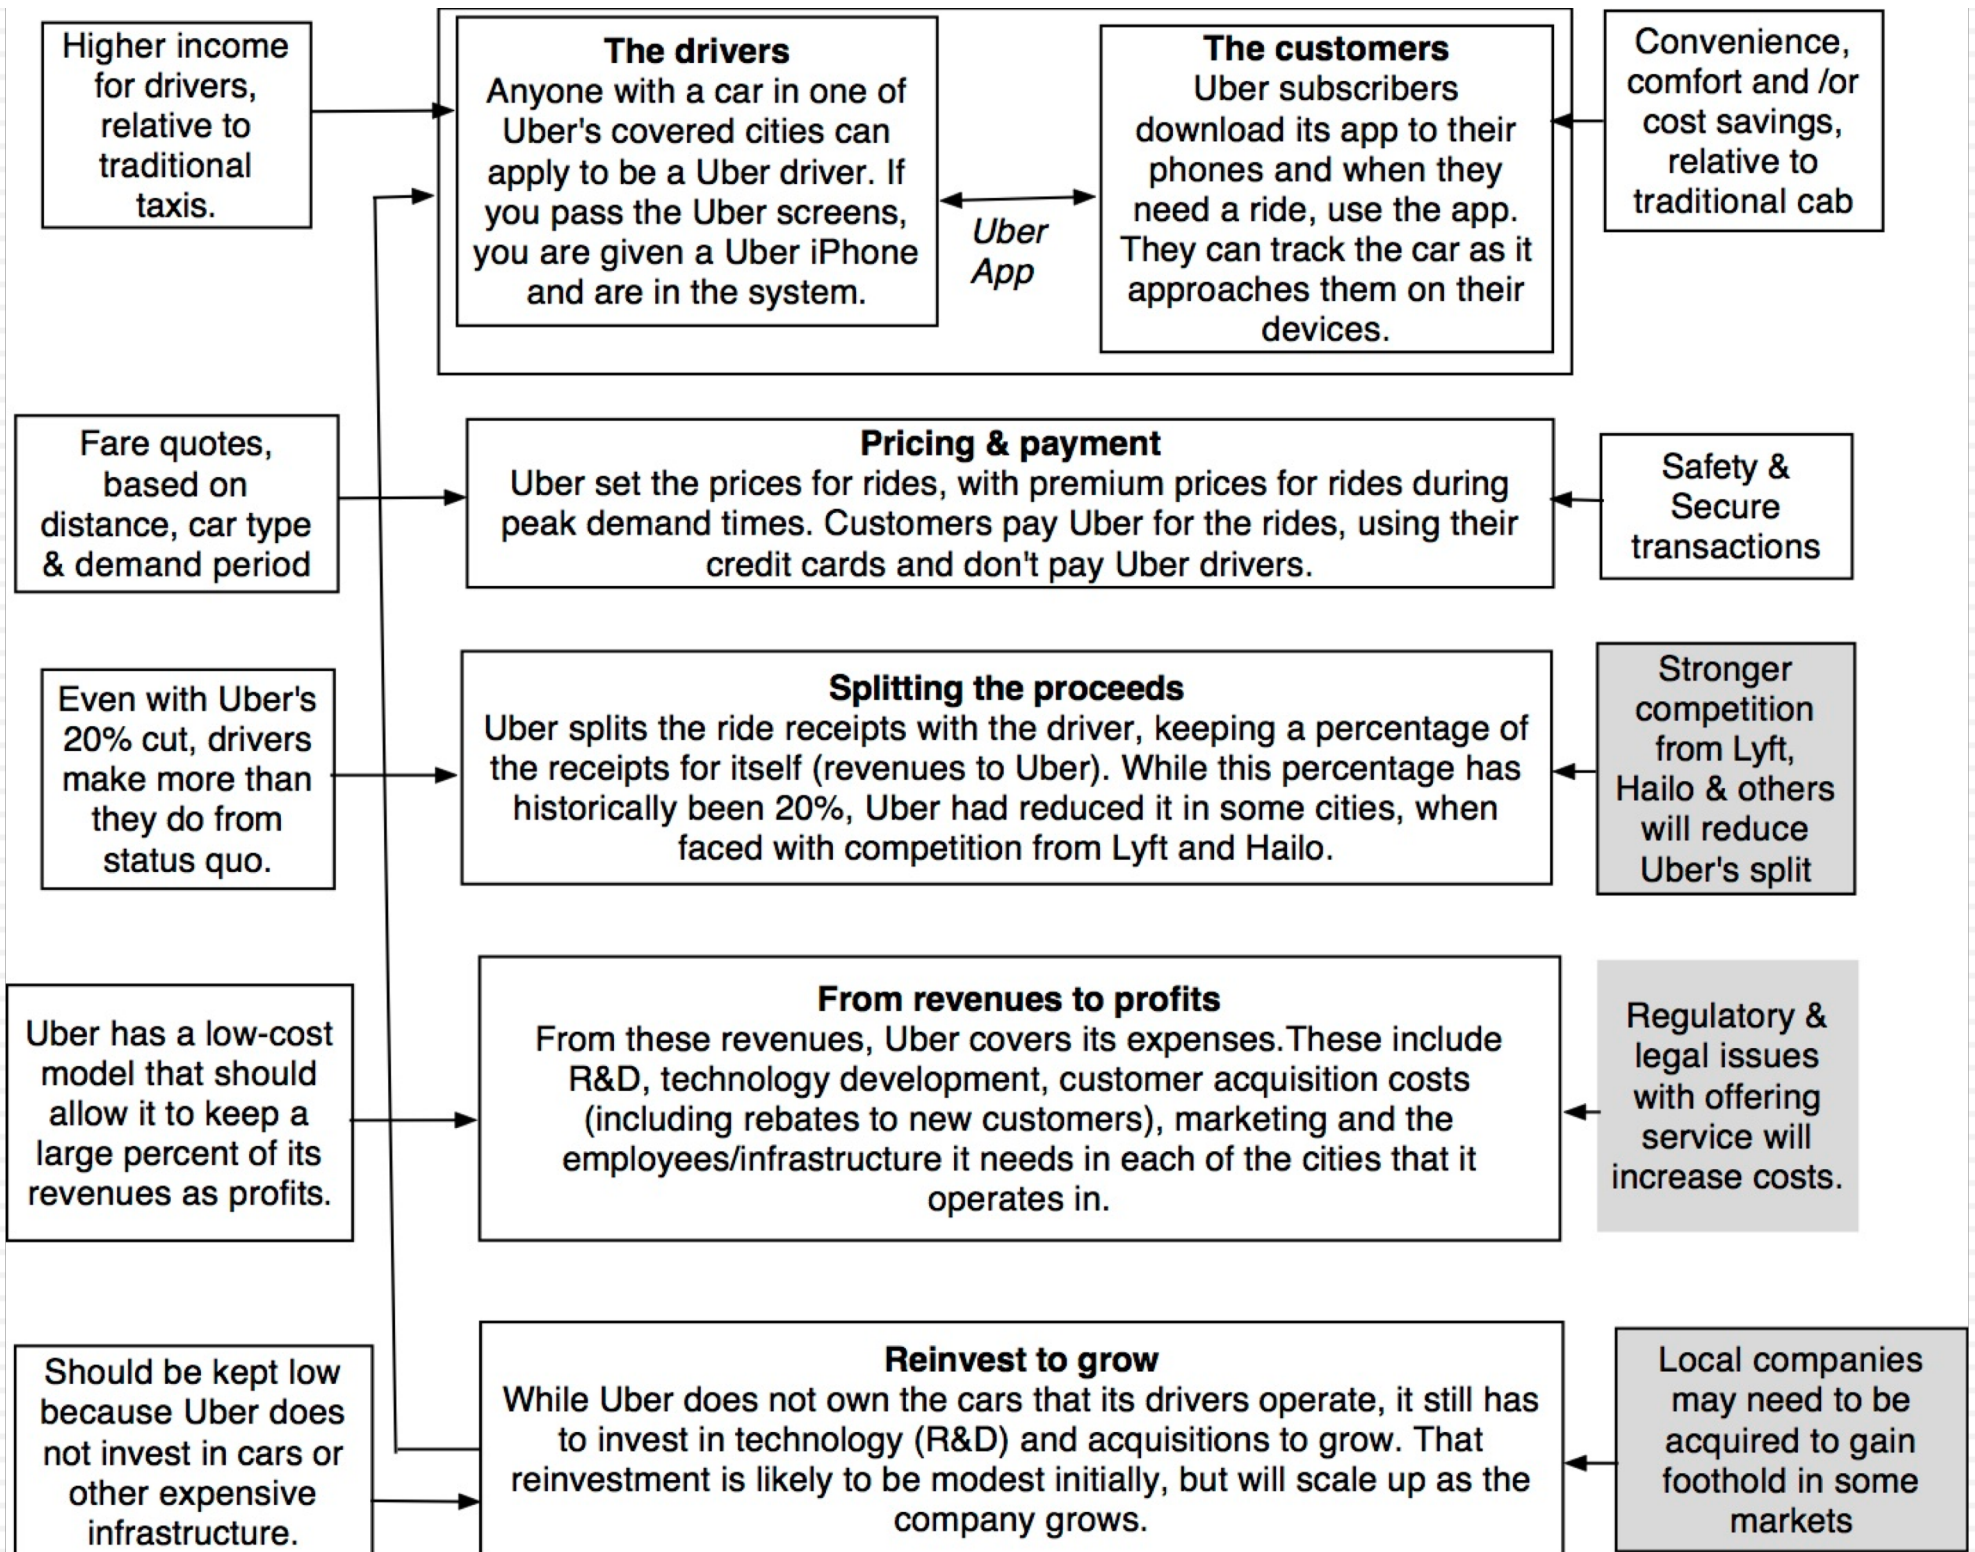 Higher income
for drivers,
relative to
traditional
taxis.
The drivers
Anyone with a car in one of
Uber's covered cities can
apply to be a Uber driver. If
you pass the Uber screens,
you are given a Uber iPhone
and are in the system.
Uber
App
The customers
Uber subscribers
download its app to their
phones and when they
need a ride, use the app.
They can track the car as it
approaches them on their
devices.
Convenience,
comfort and /or
cost savings,
relative to
traditional cab
Fare quotes,
based on
distance, car type
& demand period
Pricing & payment
Uber set the prices for rides, with premium prices for rides during
peak demand times. Customers pay Uber for the rides, using their
credit cards and don't pay Uber drivers.
Safety &
Secure
transactions
Even with Uber's
20% cut, drivers
make more than
they do from
status quo.
Splitting the proceeds
Uber splits the ride receipts with the driver, keeping a percentage of
the receipts for itself (revenues to Uber). While this percentage has
historically been 20%, Uber had reduced it in some cities, when
faced with competition from Lyft and Hailo.
Stronger
competition
from Lyft,
Hailo & others
will reduce
Uber's split
Uber has a low-cost
model that should
allow it to keep a
large percent of its
revenues as profits.
From revenues to profits
From these revenues, Uber covers its expenses.These include
R&D, technology development, customer acquisition costs
(including rebates to new customers), marketing and the
employees/infrastructure it needs in each of the cities that it
operates in.
Regulatory &
legal issues
with offering
service will
increase costs.
Should be kept low
because Uber does
not invest in cars or
other expensive
infrastructure.
Reinvest to grow
While Uber does not own the cars that its drivers operate, it still has
to invest in technology (R&D) and acquisitions to grow. That
reinvestment is likely to be modest initially, but will scale up as the
company grows.
Local companies
may need to be
acquired to gain
foothold in some
markets